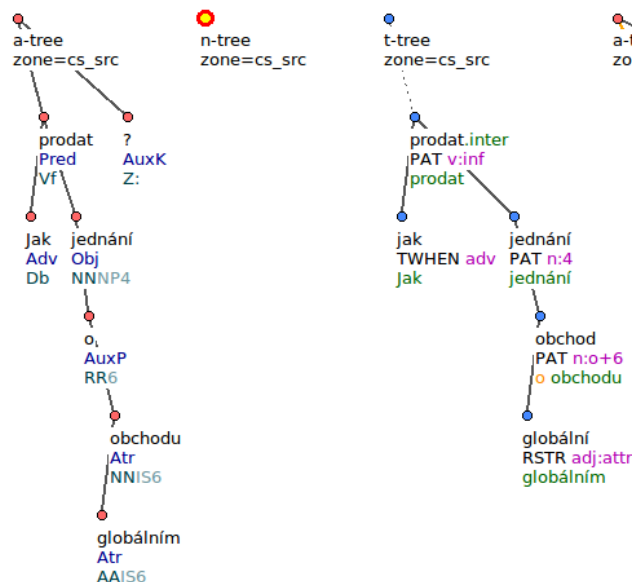 a-tree
zone=cs_src
n-tree
zone=cs_src
t-tree
zone=cs_src
a-t
zo
prodat
Pred
Vf
?
AuxK
Z:
prodat.inter
PAT v:inf
prodat
Jak
Adv
Db
jednání
Obj
NNNP4
jak
TWHEN adv
Jak
jednání
PAT n:4
jednání
o
AuxP
RR6
obchod
PAT n:o+6
o obchodu
obchodu
Atr
NNIS6
globální
RSTR adj:attr
globálním
globálním
Atr
AAIS6